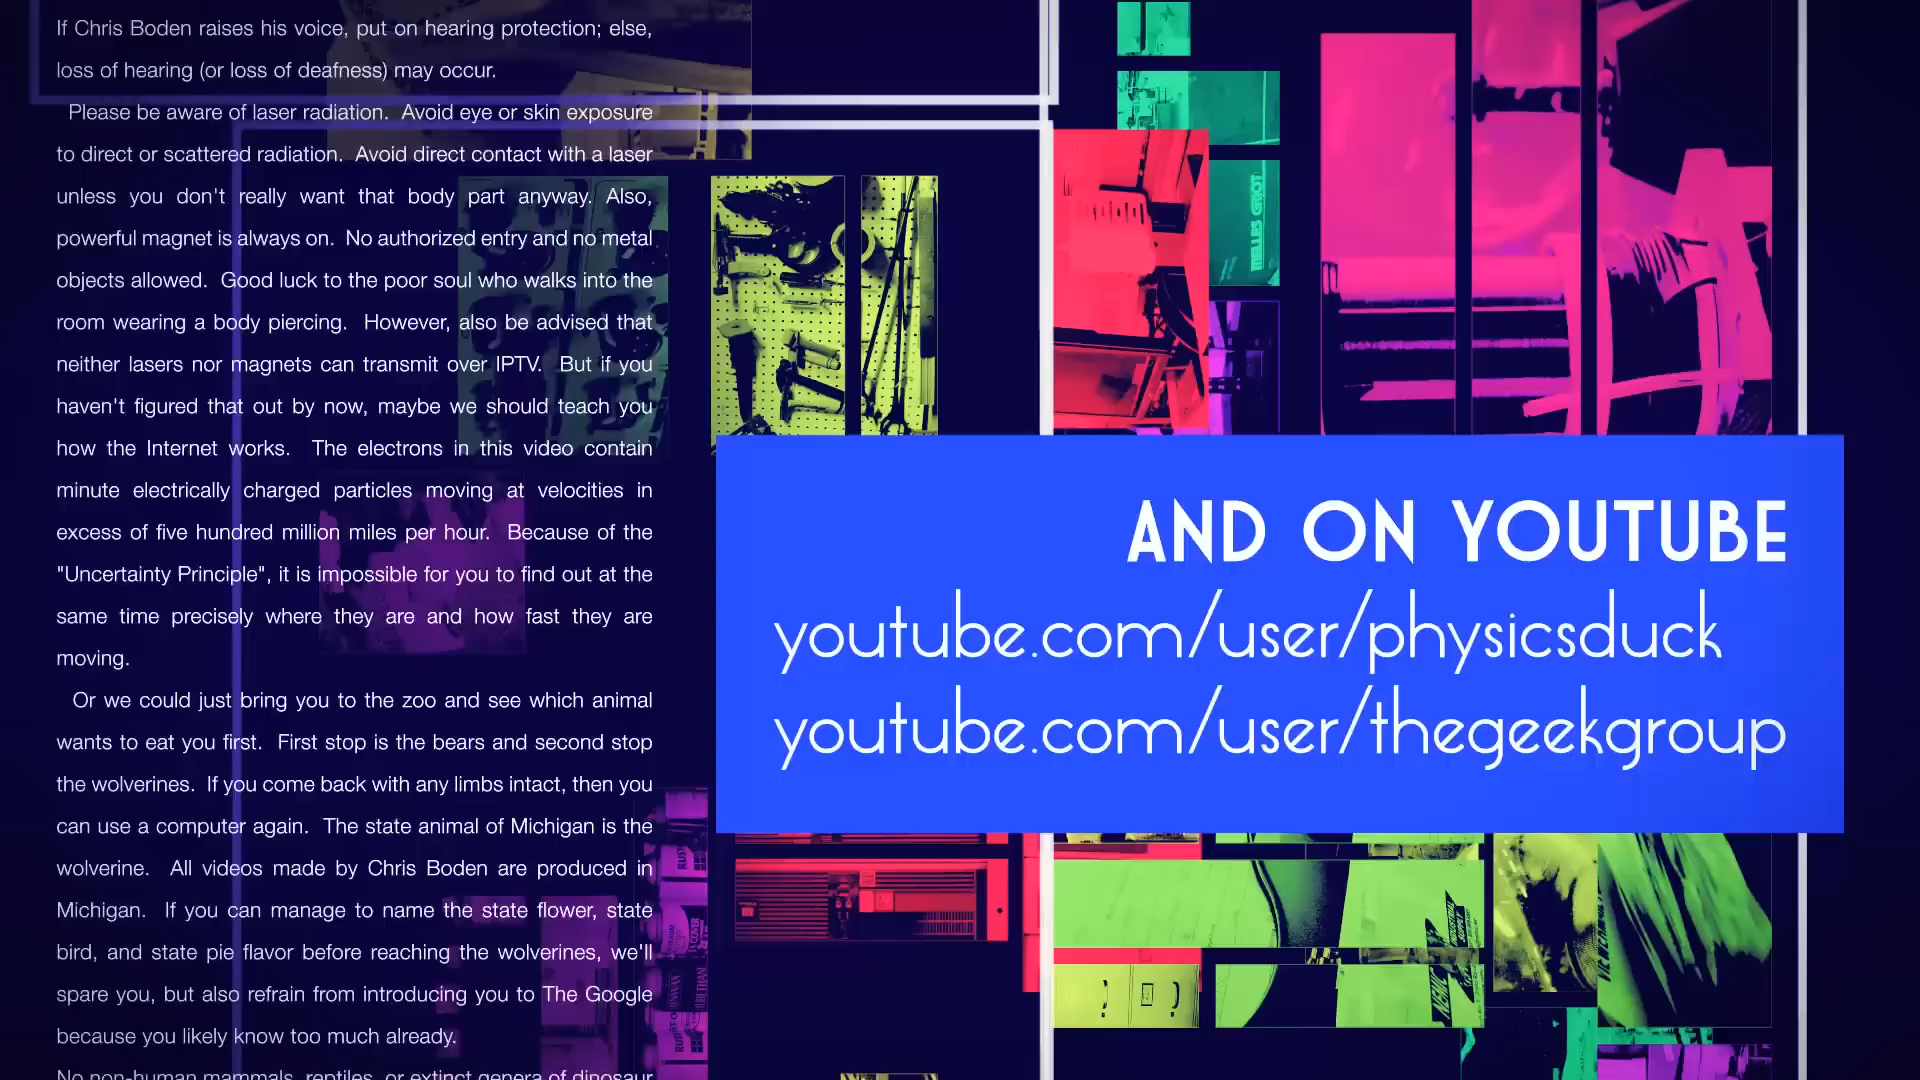 If Chris Boden raises his voice, put on hearing protection; else,
loss of hearing (or loss of deafness) may occur.
Please be aware of laser radiation. Avoid eye or skin exposure
to direct or scattered radiation. Avoid direct contact with a laser
unless you don't really want that body part anyway. Also,
powerful magnet is always on. No authorized entry and no metal
objects allowed. Good luck to the poor soul who walks into the
room wearing a body piercing. However, also be advised that
neither lasers nor magnets can transmit over IPTV. But if you
haven't figured that out by now, maybe we should teach you
how the Internet works. The electrons in this video contain
minute electrically charged particles moving at velocities in
excess of five hundred million miles per hour. Because of the
"Uncertainty Principle", it is impossible for you to find out at the
same time precisely where they are and how fast they are
moving.
Or we could just bring you to the zoo and see which animal
wants to eat you first. First stop is the bears and second stop
the wolverines. If you come back with any limbs intact, then you
can use a computer again. The state animal of Michigan is the
wolverine. All videos made by Chris Boden are produced in
Michigan. If you can manage to name the state flower, state
bird, and state pie flavor before reaching the wolverines, we'll
spare you, but also refrain from introducing you to The Google
because you likely know too much already.
No non-human mammals, reptiles, or extinct genera of dinosaur
MELLES GRIOT
AND ON YOUTUBE
youtube.com/user/physicsduck
youtube.com/user/thegeekgroup